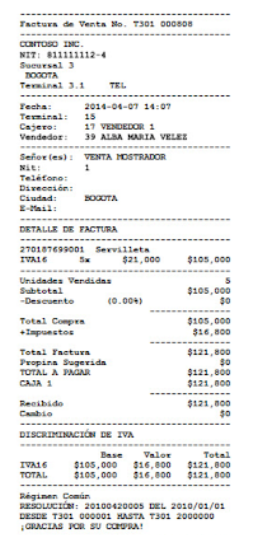 Factura de Venta No. T301 000808
CONTOSO INC.
NIT: 811111112-4
Sucursal 3
BOGOTA
Terminal 3.1 TEL
Fecha: 2014-04-07 14:07
Terminal: 15
Cajero: 17 VENDEDOR 1
Vendedor: 39 ALBA MARIA VELEZ
Señor(es): VENTA MOSTRADOR
Nit: 1
Teléfono:
Dirección:
Ciudad: BOGOTA
E-Mail:
DETALLE DE FACTURA
270187699001 Servilleta
IVA16 5x $21,000 $105,000
Unidades Vendidas 5
Subtotal $105,000
-Descuento (0.00%) $0
Total Compra $105,000
+Impuestos $16,800
Total Factura $121,800
Propina Sugerida $0
TOTAL A PAGAR $121,800
CAJA 1 $121,800
Recibido $121,800
Cambio $0
DISCRIMINACIÓN DE IVA
Base Valor Total
IVA16 $105,000 $16,800 $121,800
TOTAL $105,000 $16,800 $121,800
Régimen Común
RESOLUCIÓN: 20100420005 DEL 2010/01/01
DESDE T301 000001 HASTA T301 2000000
¡GRACIAS POR SU COMPRA!